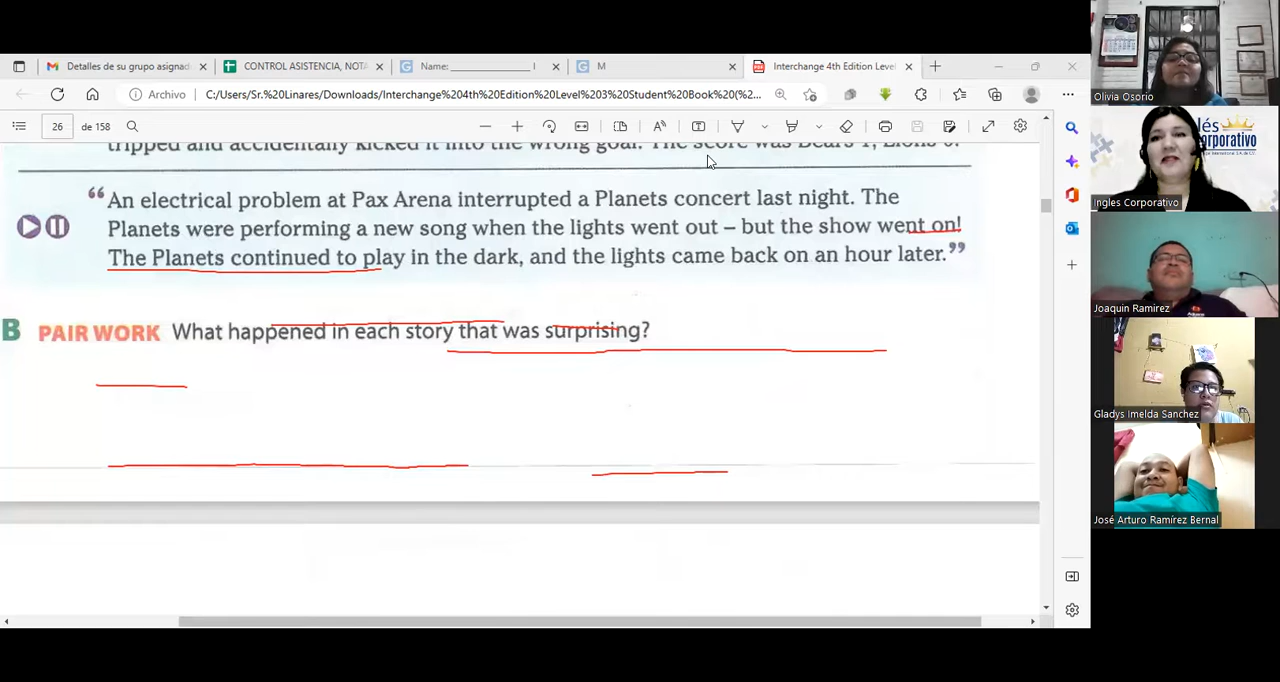 Detalles de su grupo asignad
CONTROL ASISTENCIA, NOTA
Name: ______________ I
M
Interchange 4th Edition Leve
Archivo
C:/Users/Sr.%20Linares/Downloads/Interchange%204th%20Edition%20Level%203%20Student%20Book%20(%...
26
de 158
tripped and accidentally kicked it into the wrong goal. The score was Bears 1, Lions 0.
“An electrical problem at Pax Arena interrupted a Planets concert last night. The
Planets were performing a new song when the lights went out – but the show went on!
The Planets continued to play in the dark, and the lights came back on an hour later.”
B PAIR WORK What happened in each story that was surprising?
Olivia Osorio
lés
orporativo
Ingles Corporativo
Joaquin Ramirez
Gladys Imelda Sanchez
José Arturo Ramírez Bernal